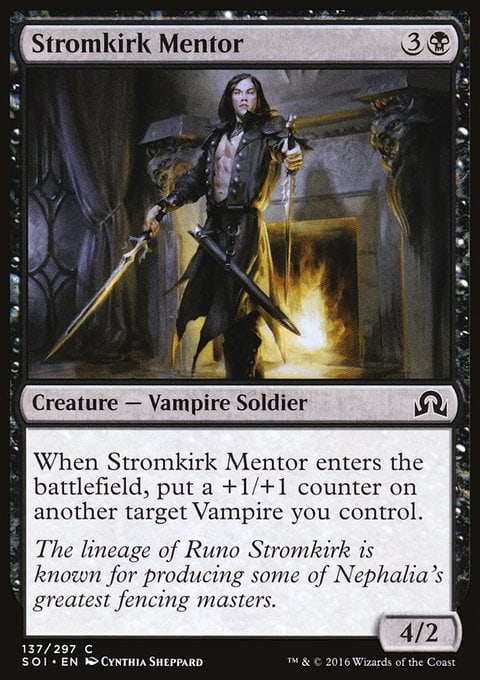 Stromkirk Mentor 3
Creature — Vampire Soldier
When Stromkirk Mentor enters the
battlefield, put a +1/+1 counter on
another target Vampire you control.
The lineage of Runo Stromkirk is
known for producing some of Nephalia's
greatest fencing masters.
4/2
137/297 C
SOI • EN Cynthia Sheppard
™ & © 2016 Wizards of the Coast